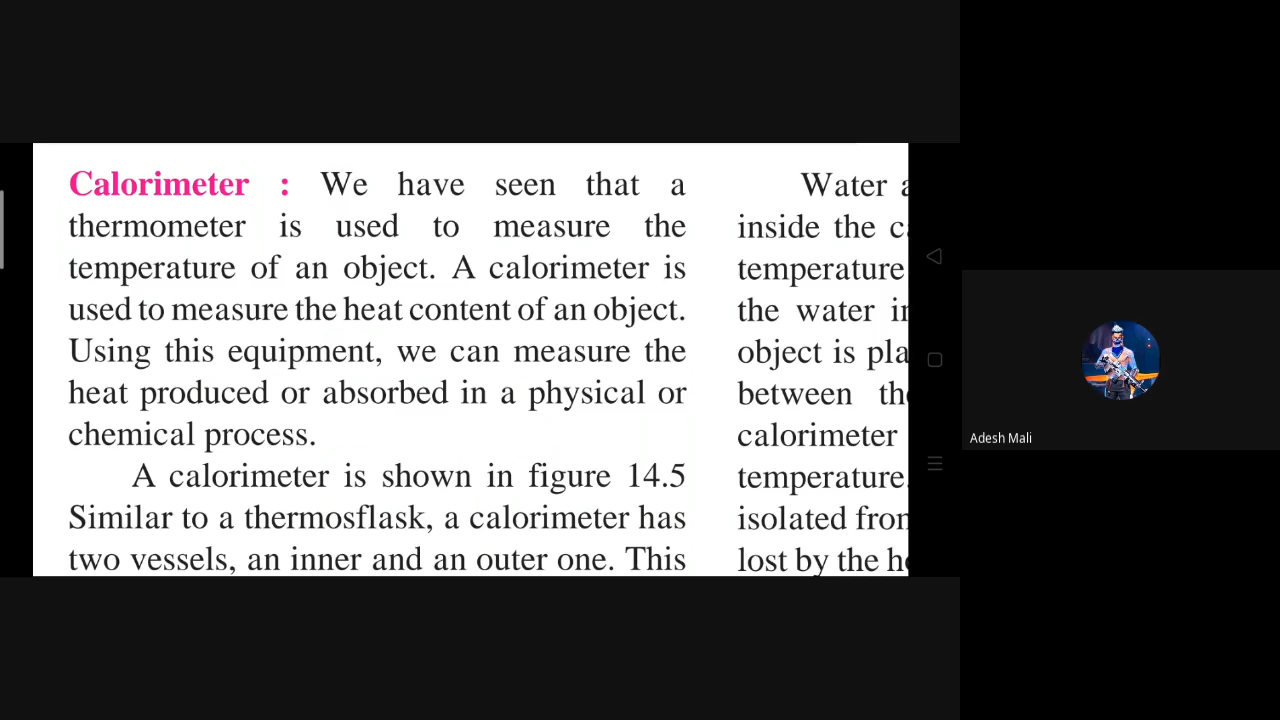 Calorimeter : We have seen that a
thermometer is used to measure the
temperature of an object. A calorimeter is
used to measure the heat content of an object.
Using this equipment, we can measure the
heat produced or absorbed in a physical or
chemical process.
A calorimeter is shown in figure 14.5
Similar to a thermosflask, a calorimeter has
two vessels, an inner and an outer one. This
Water
inside the
temperature
the water
object is
between
calorimeter
temperature.
isolated
lost by the
Adesh Mali